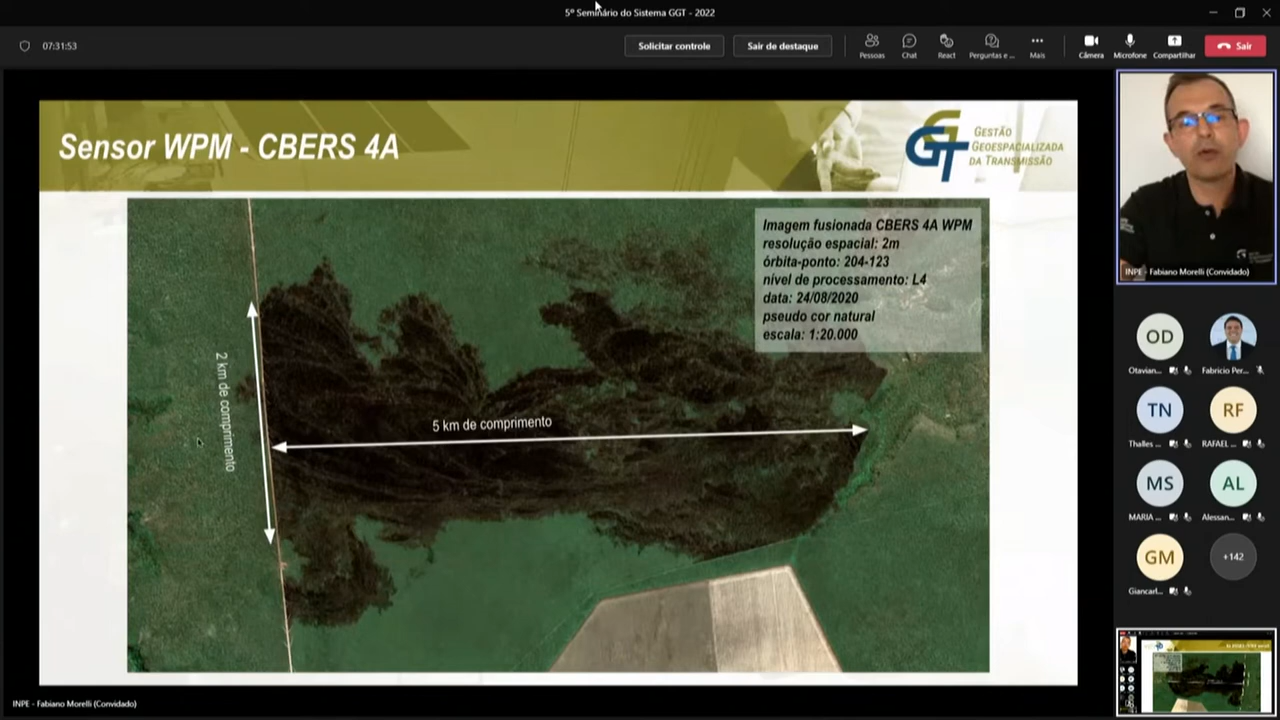 5º Seminário do Sistema GGT - 2022
07:31:53
Solicitar controle
Sair de destaque
Pessoas
Chat
React
Perguntas e ...
Mais
Câmera
Microfone
Compartilhar
Sair
Sensor WPM - CBERS 4A
GGT
GESTÃO
GEOESPACIALIZADA
DA TRANSMISSÃO
Imagem fusionada CBERS 4A WPM
resolução espacial: 2m
órbita-ponto: 204-123
nível de processamento: L4
data: 24/08/2020
pseudo cor natural
escala: 1:20.000
2 km de comprimento
5 km de comprimento
INPE - Fabiano Morelli (Convidado)
OD
Otavian...
Fabricio Per...
TN
Thalles ...
RF
RAFAEL ...
MS
MARIA ...
AL
Alessan...
GM
Giancarl...
+142
INPE - Fabiano Morelli (Convidado)